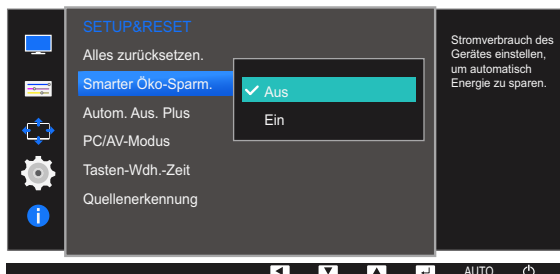 SETUP&RESET
Alles zurücksetzen.
Smarter Öko-Sparm.
Autom. Aus. Plus
PC/AV-Modus
Tasten-Wdh.-Zeit
Quellenerkennung
Aus
Ein
Stromverbrauch des
Gerätes einstellen,
um automatisch
Energie zu sparen.
AUTO